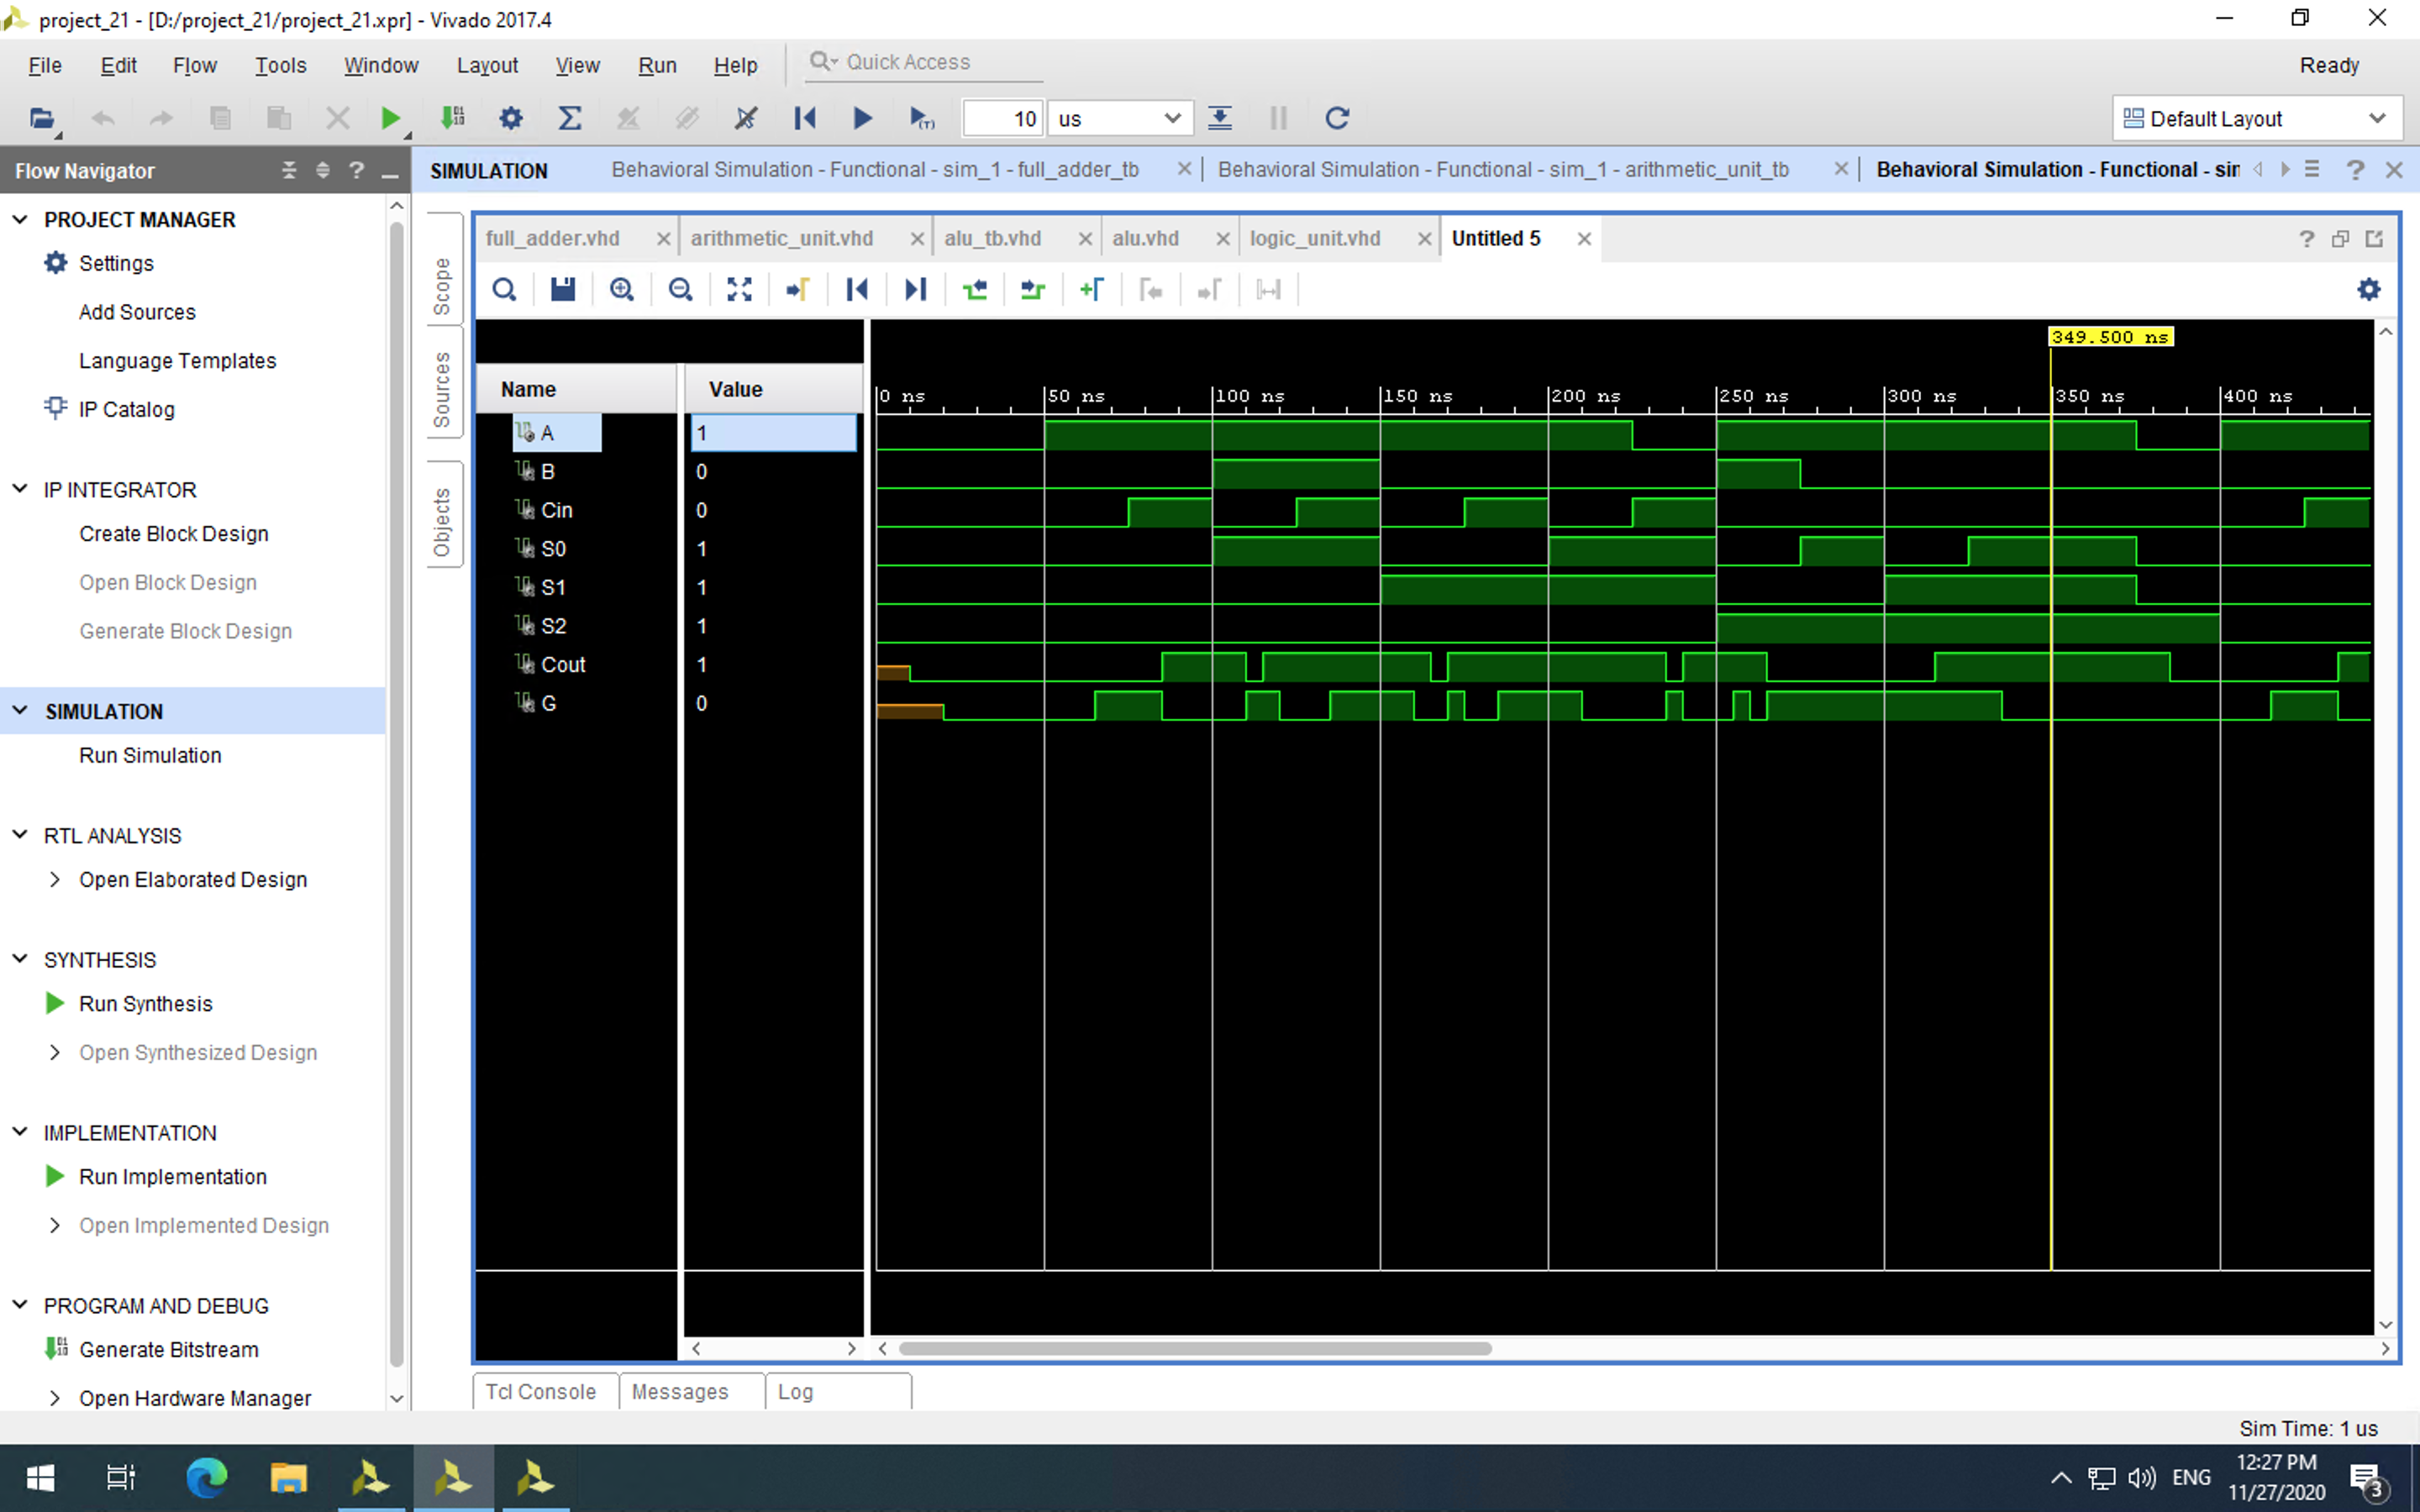 project_21 - [D:/project_21/project_21.xpr] - Vivado 2017.4
File Edit Flow Tools Window Layout View Run Help Quick Access Ready
10 us Default Layout
Flow Navigator
SIMULATION Behavioral Simulation - Functional - sim_1 - full_adder_tb Behavioral Simulation - Functional - sim_1 - arithmetic_unit_tb Behavioral Simulation - Functional - sim
PROJECT MANAGER
Settings
Add Sources
Language Templates
IP Catalog
IP INTEGRATOR
Create Block Design
Open Block Design
Generate Block Design
SIMULATION
Run Simulation
RTL ANALYSIS
Open Elaborated Design
SYNTHESIS
Run Synthesis
Open Synthesized Design
IMPLEMENTATION
Run Implementation
Open Implemented Design
PROGRAM AND DEBUG
Generate Bitstream
Open Hardware Manager
Scope
Sources
Objects
full_adder.vhd arithmetic_unit.vhd alu_tb.vhd alu.vhd logic_unit.vhd Untitled 5
349.500 ns
Name Value
0 ns 50 ns 100 ns 150 ns 200 ns 250 ns 300 ns 350 ns 400 ns
A 1
B 0
Cin 0
S0 1
S1 1
S2 1
Cout 1
G 0
Tcl Console Messages Log
Sim Time: 1 us
ENG
12:27 PM
11/27/2020
3